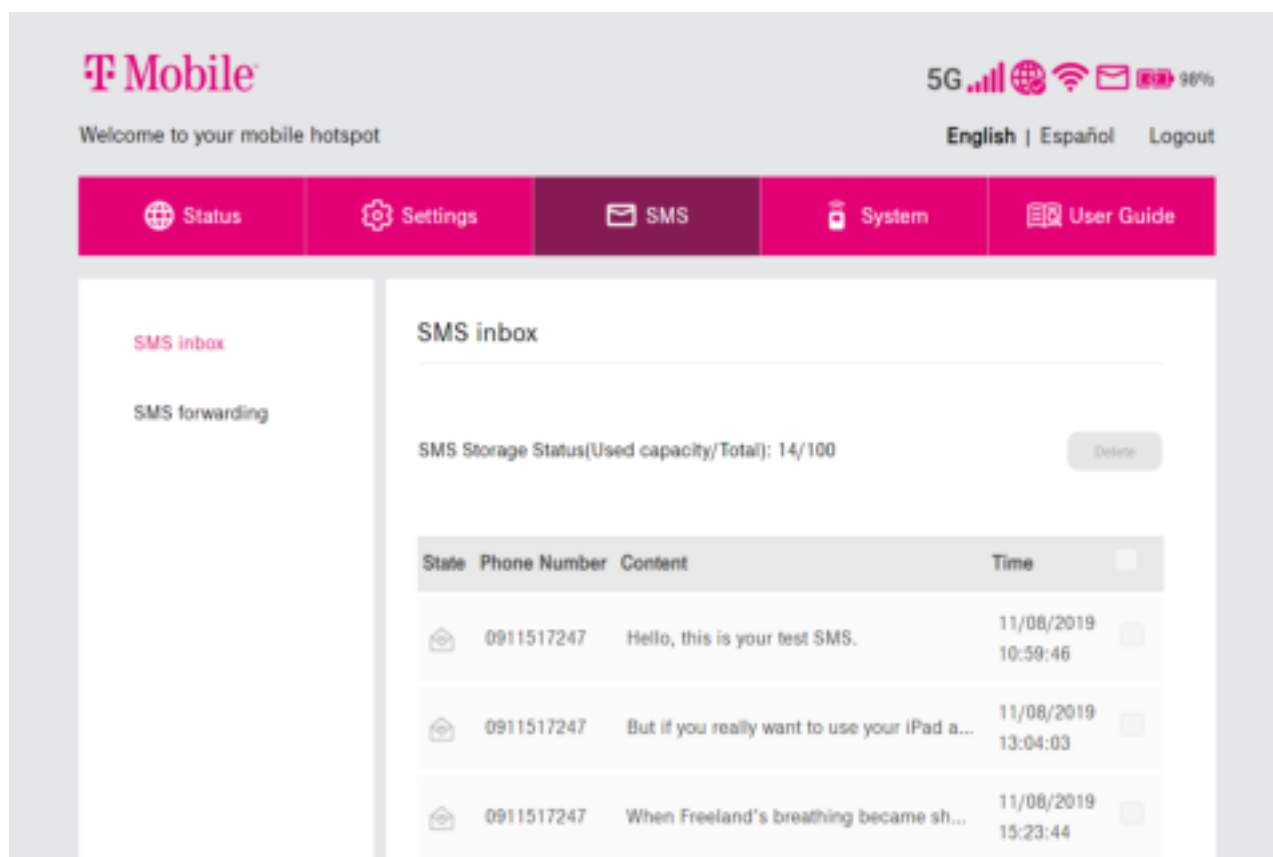 T Mobile
5G 98%
Welcome to your mobile hotspot
English | Español Logout
Status Settings SMS System User Guide
SMS inbox
SMS forwarding
SMS inbox
SMS Storage Status(Used capacity/Total): 14/100
Delete
State Phone Number Content Time
0911517247 Hello, this is your test SMS. 11/08/2019
10:59:46
0911517247 But if you really want to use your iPad a... 11/08/2019
13:04:03
0911517247 When Freeland's breathing became sh... 11/08/2019
15:23:44